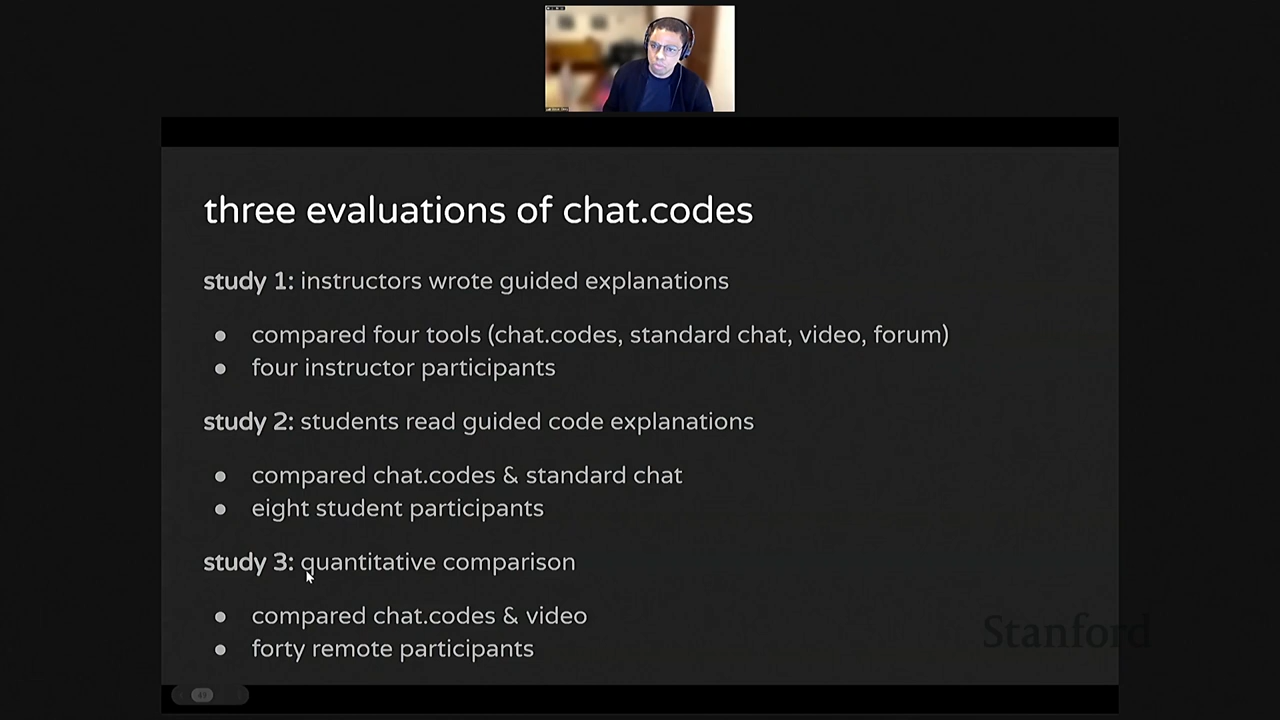 three evaluations of chat.codes
study 1: instructors wrote guided explanations
● compared four tools (chat.codes, standard chat, video, forum)
● four instructor participants
study 2: students read guided code explanations
● compared chat.codes & standard chat
● eight student participants
study 3: quantitative comparison
● compared chat.codes & video
● forty remote participants
Stanford